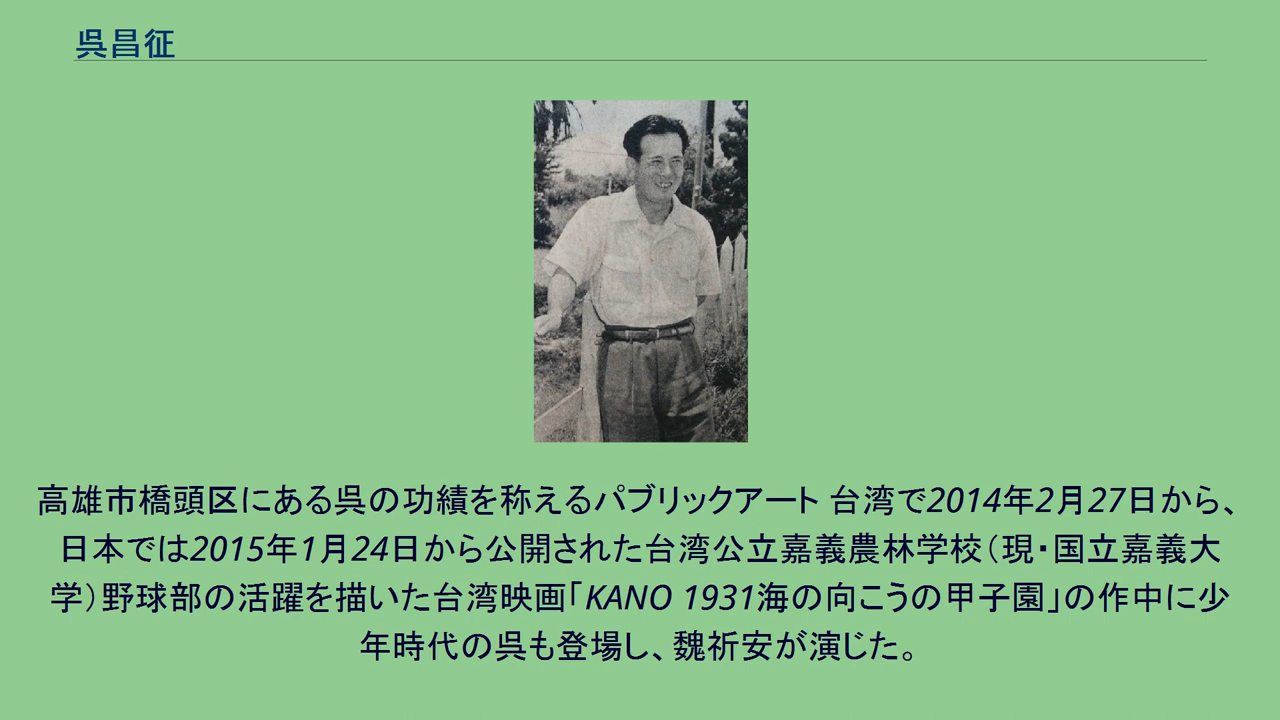 呉昌征
高雄市橋頭区にある呉の功績を称えるパブリックアート 台湾で2014年2月27日から、
日本では2015年1月24日から公開された台湾公立嘉義農林学校（現・国立嘉義大
学）野球部の活躍を描いた台湾映画「KANO 1931海の向こうの甲子園」の作中に少
年時代の呉も登場し、魏祈安が演じた。